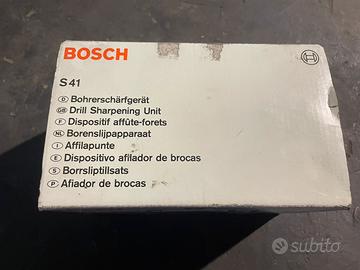 BOSCH
S 41
D Bohrerschärfgerät
GB Drill Sharpening Unit
F Dispositif affûte-forets
NL Borenslijpapparaat
I Affilapunte
E Dispositivo afilador de brocas
S Borrsliptillsats
P Afiador de brocas
subito